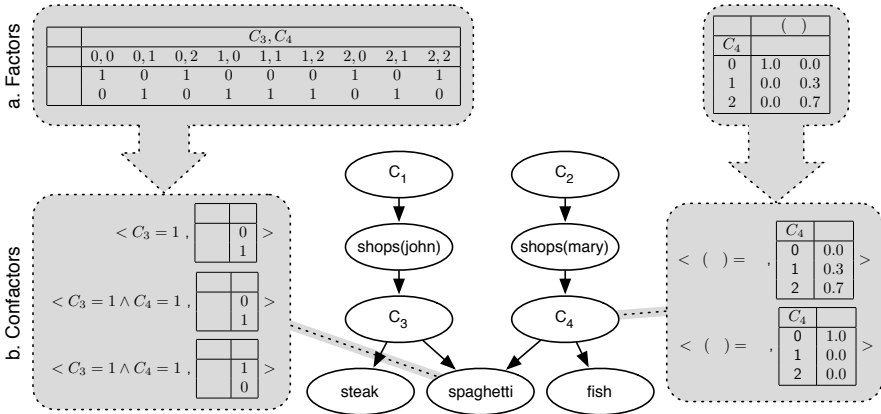 a. Factors
C3, C4
0, 0 0, 1 0, 2 1, 0 1, 1 1, 2 2, 0 2, 1 2, 2
1 0 1 0 0 0 1 0 1
0 1 0 1 1 1 0 1 0
( )
C4
0 1.0 0.0
1 0.0 0.3
2 0.0 0.7
C1
C2
shops(john)
shops(mary)
C3
C4
steak
spaghetti
fish
b. Confactors
< C3 = 1 ,
0
1
>
< C3 = 1 ∧ C4 = 1 ,
0
1
>
< C3 = 1 ∧ C4 = 1 ,
1
0
>
< ( ) = ,
C4
0 0.0
1 0.3
2 0.7
>
< ( ) = ,
C4
0 1.0
1 0.0
2 0.0
>